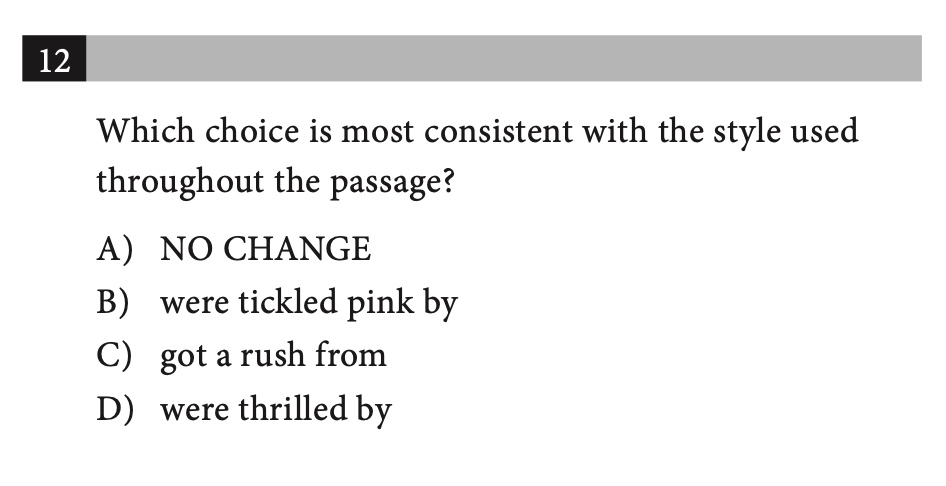 12
Which choice is most consistent with the style used
throughout the passage?
A) NO CHANGE
B) were tickled pink by
C) got a rush from
D) were thrilled by